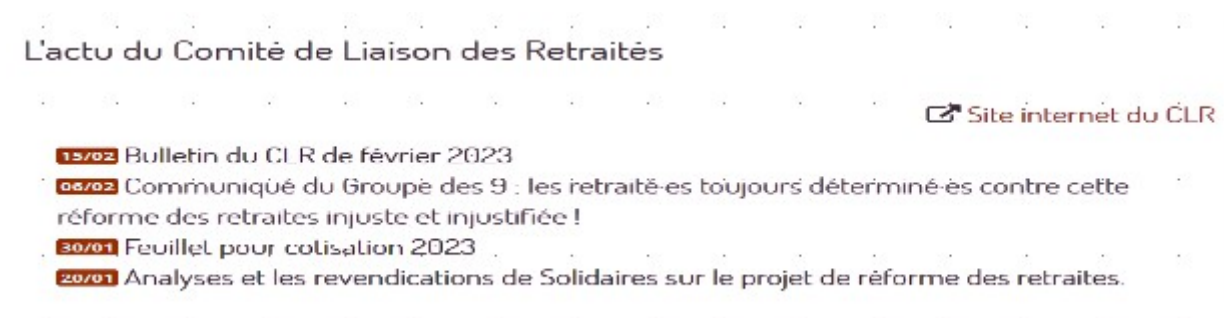 L'actu du Comité de Liaison des Retraités
Site internet du CLR
15/02 Bulletin du CLR de février 2023
06/02 Communiqué du Groupe des 9 : les retraité·es toujours déterminé·es contre cette
réforme des retraites injuste et injustifiée !
30/01 Feuillet pour cotisation 2023
20/01 Analyses et les revendications de Solidaires sur le projet de réforme des retraites.